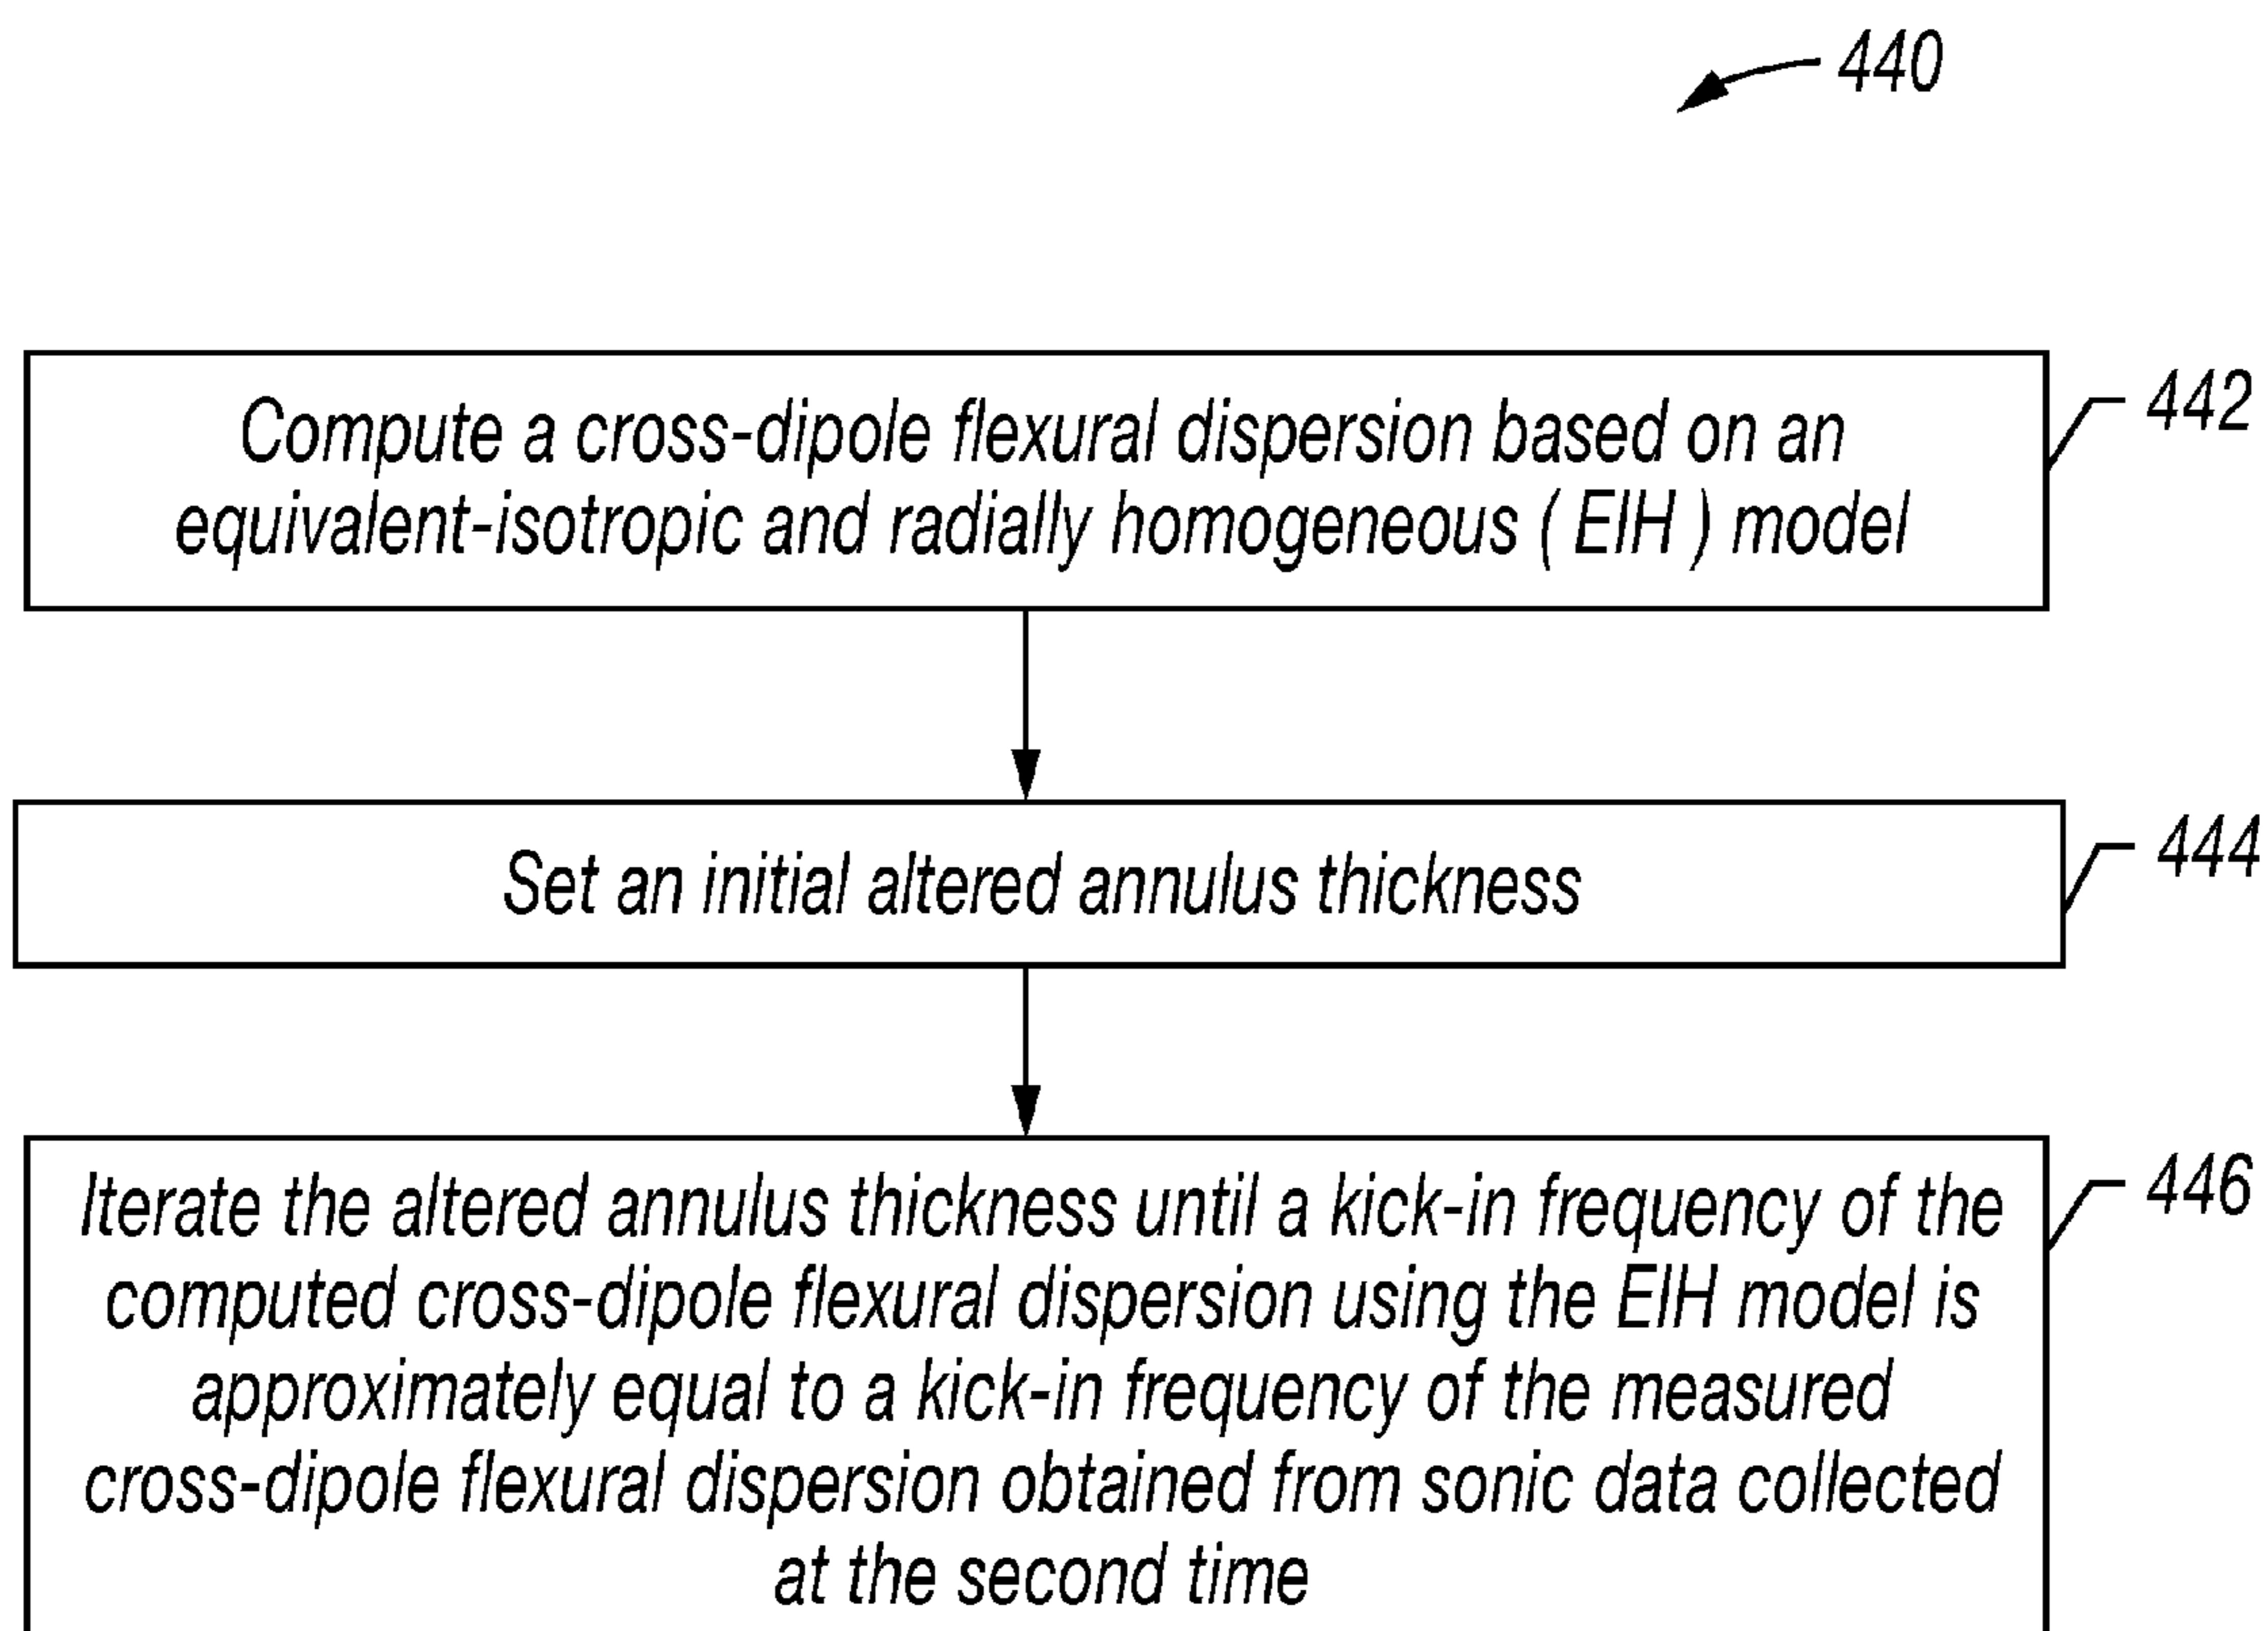 440
Compute a cross-dipole flexural dispersion based on an
equivalent-isotropic and radially homogeneous ( EIH ) model
442
Set an initial altered annulus thickness
444
Iterate the altered annulus thickness until a kick-in frequency of the
computed cross-dipole flexural dispersion using the EIH model is
approximately equal to a kick-in frequency of the measured
cross-dipole flexural dispersion obtained from sonic data collected
at the second time
446